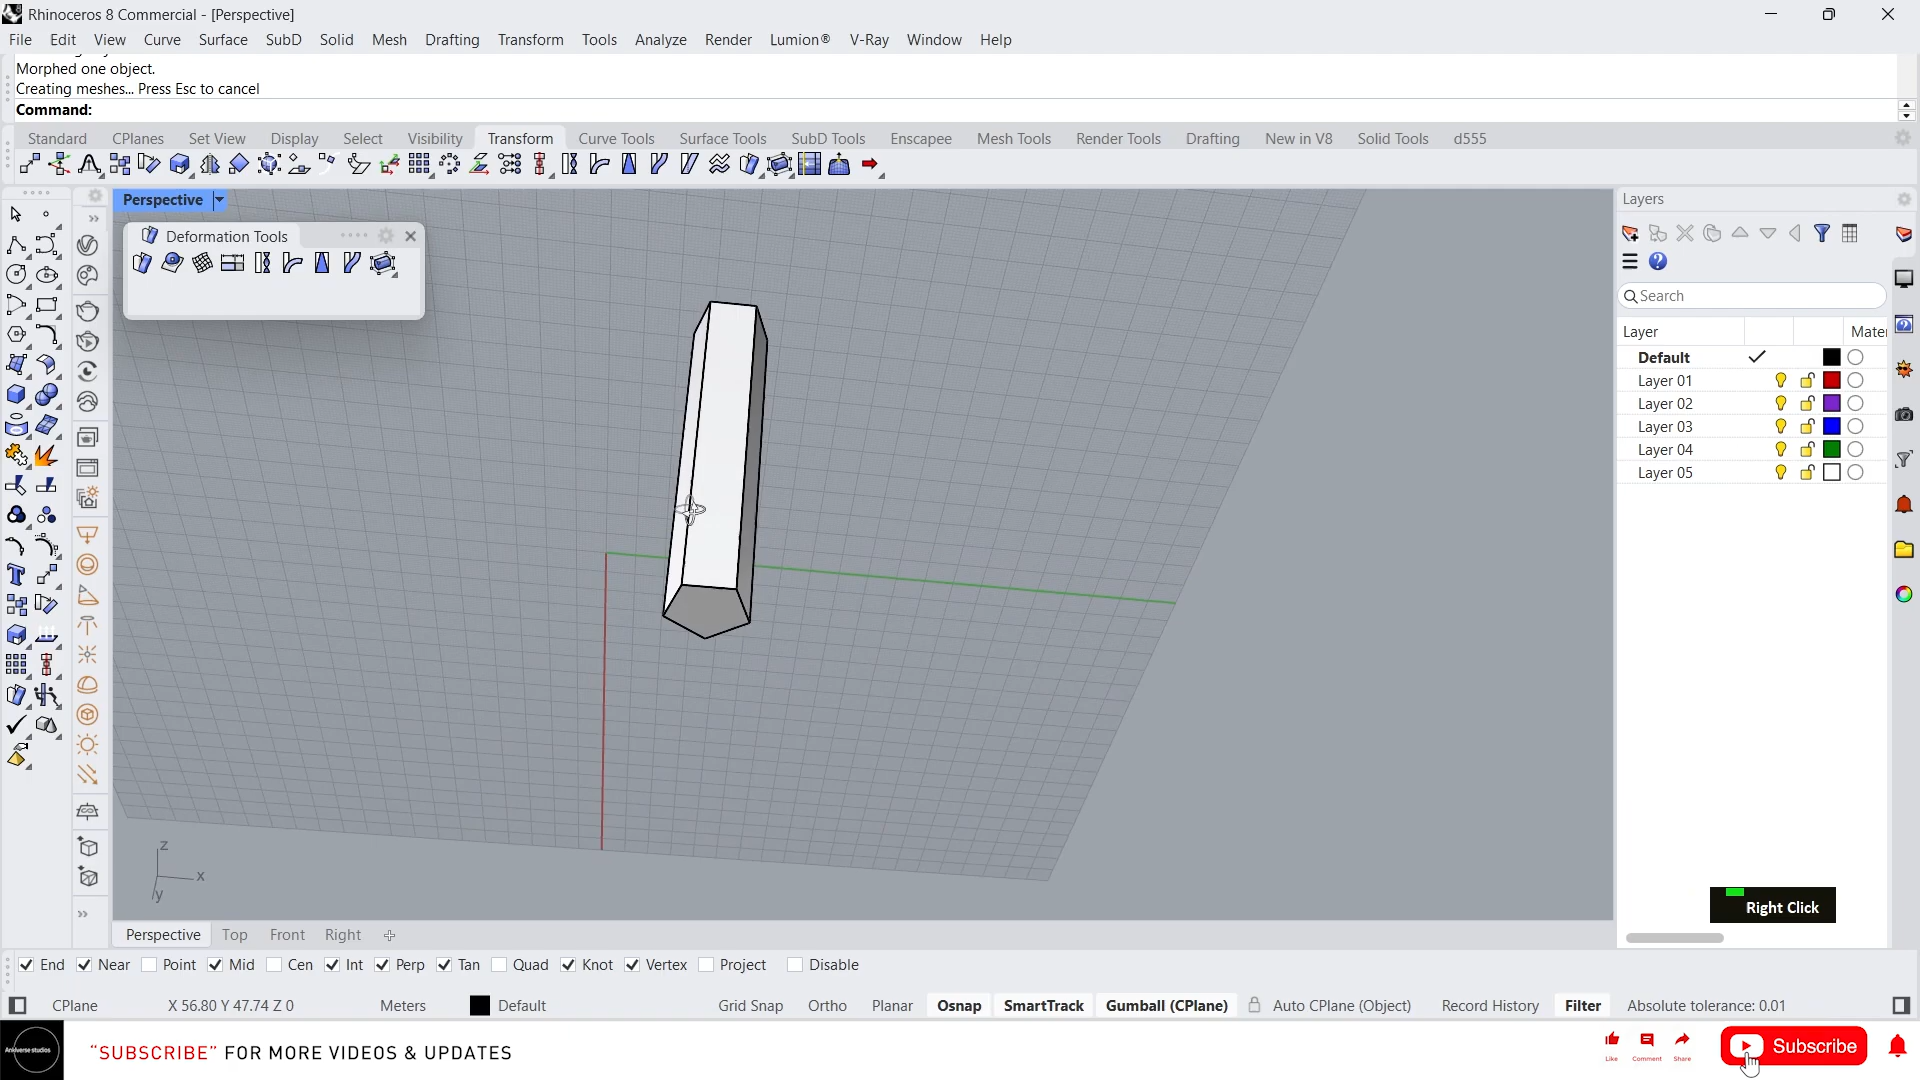 Rhinoceros 8 Commercial - [Perspective]
File Edit View Curve Surface SubD Solid Mesh Drafting Transform Tools Analyze Render Lumion® V-Ray Window Help
Morphed one object.
Creating meshes... Press Esc to cancel
Command:
Standard CPlanes Set View Display Select Visibility Transform Curve Tools Surface Tools SubD Tools Enscapee Mesh Tools Render Tools Drafting New in V8 Solid Tools d555
Perspective
Deformation Tools
Layers
Search
Layer Mate
Default
Layer 01
Layer 02
Layer 03
Layer 04
Layer 05
z
x
y
Right Click
Perspective Top Front Right
End Near Point Mid Cen Int Perp Tan Quad Knot Vertex Project Disable
CPlane X 56.80 Y 47.74 Z 0 Meters Default Grid Snap Ortho Planar Osnap SmartTrack Gumball (CPlane) Auto CPlane (Object) Record History Filter Absolute tolerance: 0.01
"SUBSCRIBE" FOR MORE VIDEOS & UPDATES
Like Comment Share
Subscribe